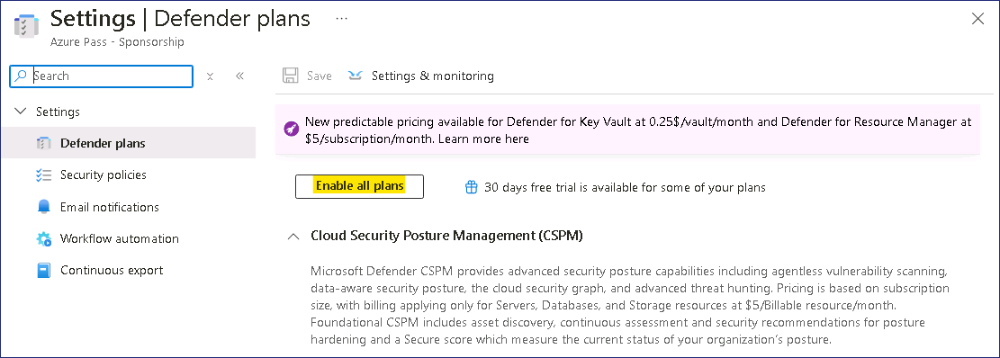 Settings | Defender plans ...
Azure Pass - Sponsorship
Search
Save
Settings & monitoring
Settings
Defender plans
Security policies
Email notifications
Workflow automation
Continuous export
New predictable pricing available for Defender for Key Vault at 0.25$/vault/month and Defender for Resource Manager at
$5/subscription/month. Learn more here
Enable all plans
30 days free trial is available for some of your plans
Cloud Security Posture Management (CSPM)
Microsoft Defender CSPM provides advanced security posture capabilities including agentless vulnerability scanning,
data-aware security posture, the cloud security graph, and advanced threat hunting. Pricing is based on subscription
size, with billing applying only for Servers, Databases, and Storage resources at $5/Billable resource/month.
Foundational CSPM includes asset discovery, continuous assessment and security recommendations for posture
hardening and a Secure score which measure the current status of your organization's posture.